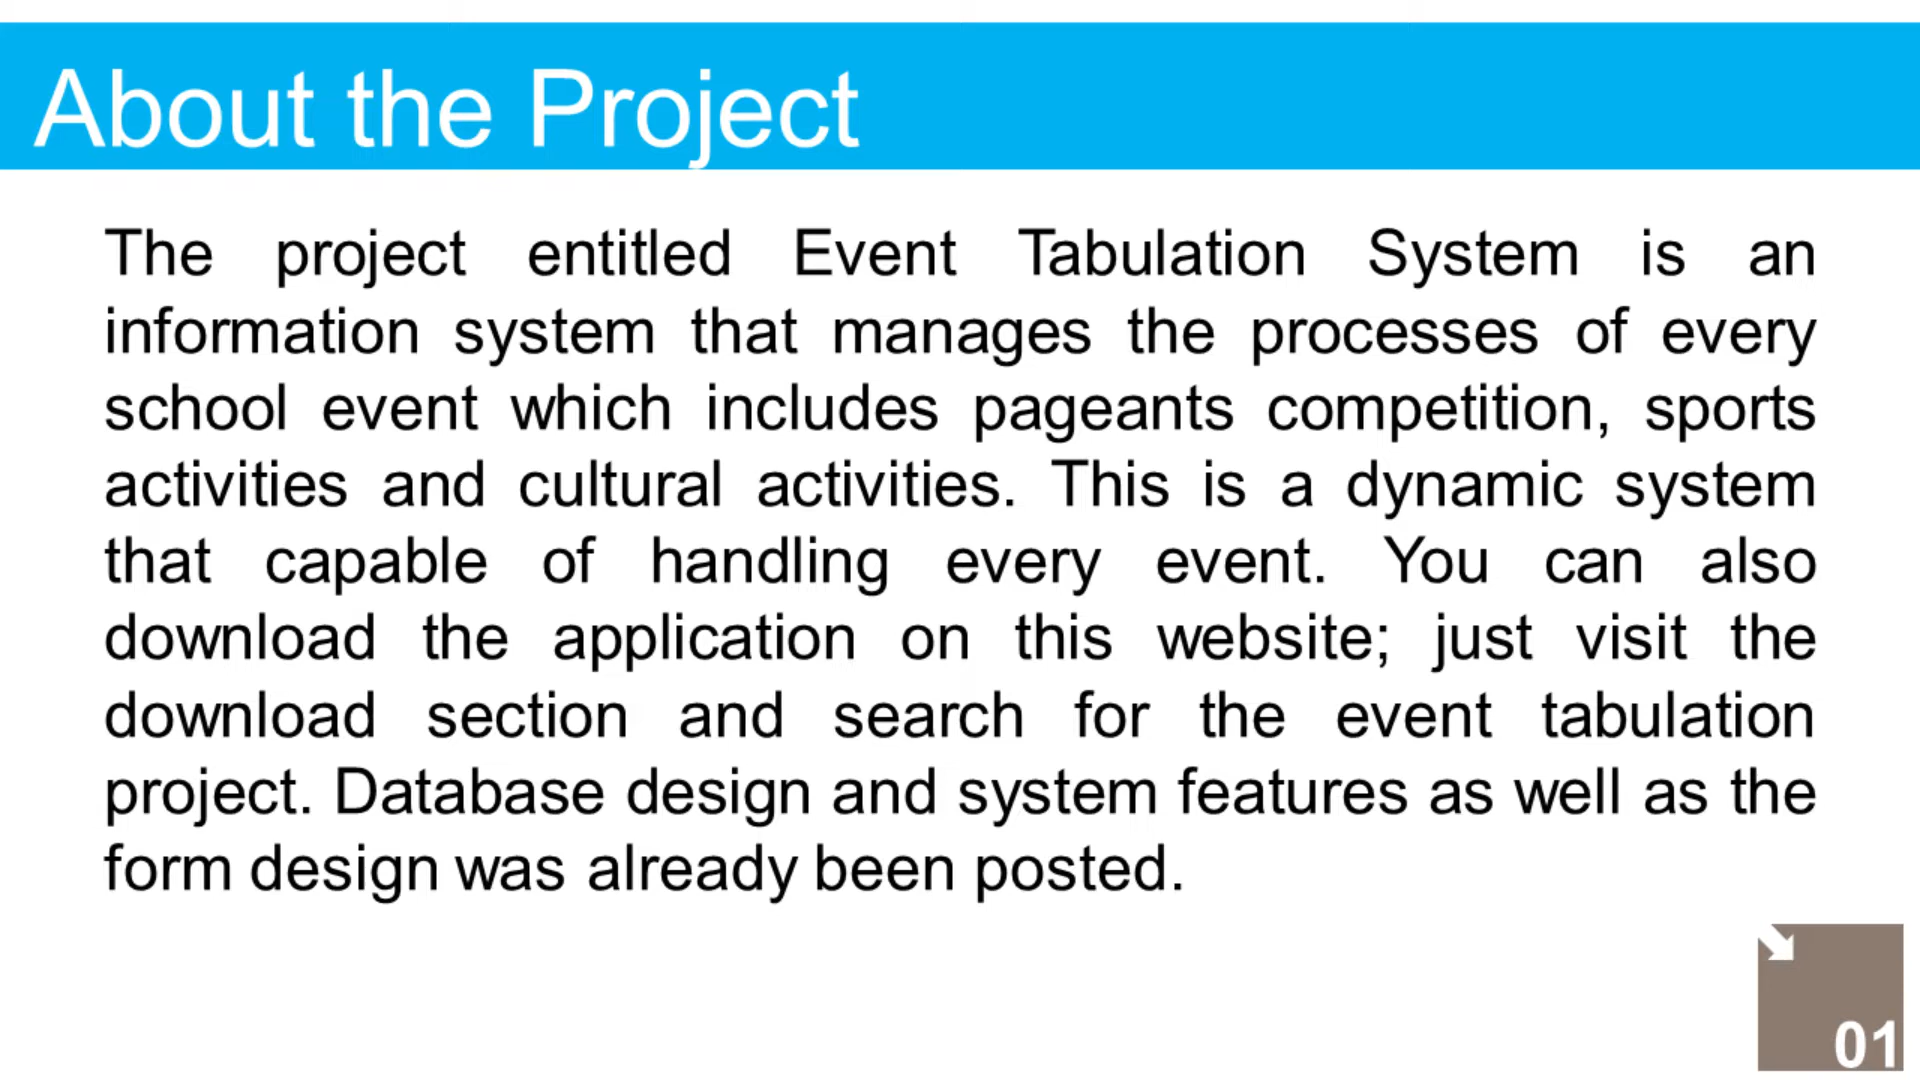 About the Project
The project entitled Event Tabulation System is an
information system that manages the processes of every
school event which includes pageants competition, sports
activities and cultural activities. This is a dynamic system
that capable of handling every event. You can also
download the application on this website; just visit the
download section and search for the event tabulation
project. Database design and system features as well as the
form design was already been posted.
01